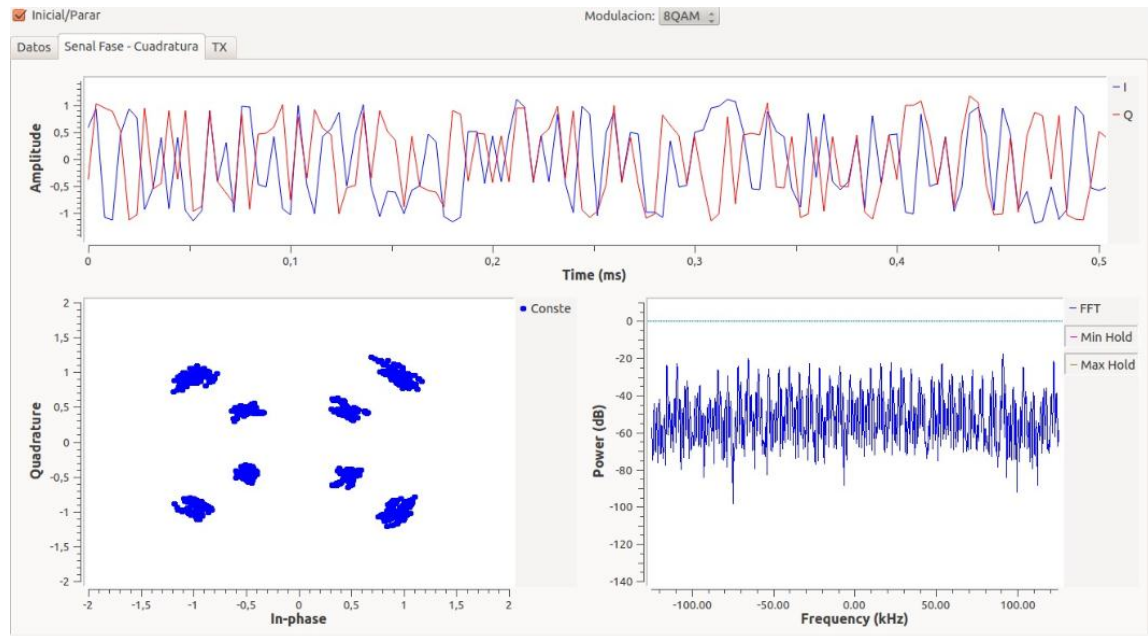 Inicial/Parar
Modulacion: 8QAM
Datos Senal Fase - Cuadratura TX
Amplitude
1
0,5
0
-0,5
-1
I
Q
0 0,1 0,2 0,3 0,4 0,5
Time (ms)
Quadrature
2
1,5
1
0,5
0
-0,5
-1
-1,5
-2
-2 -1,5 -1 -0,5 0 0,5 1 1,5 2
In-phase
Conste
Power (dB)
0
-20
-40
-60
-80
-100
-120
-140
-100.00 -50.00 0.00 50.00 100.00
Frequency (kHz)
FFT
Min Hold
Max Hold